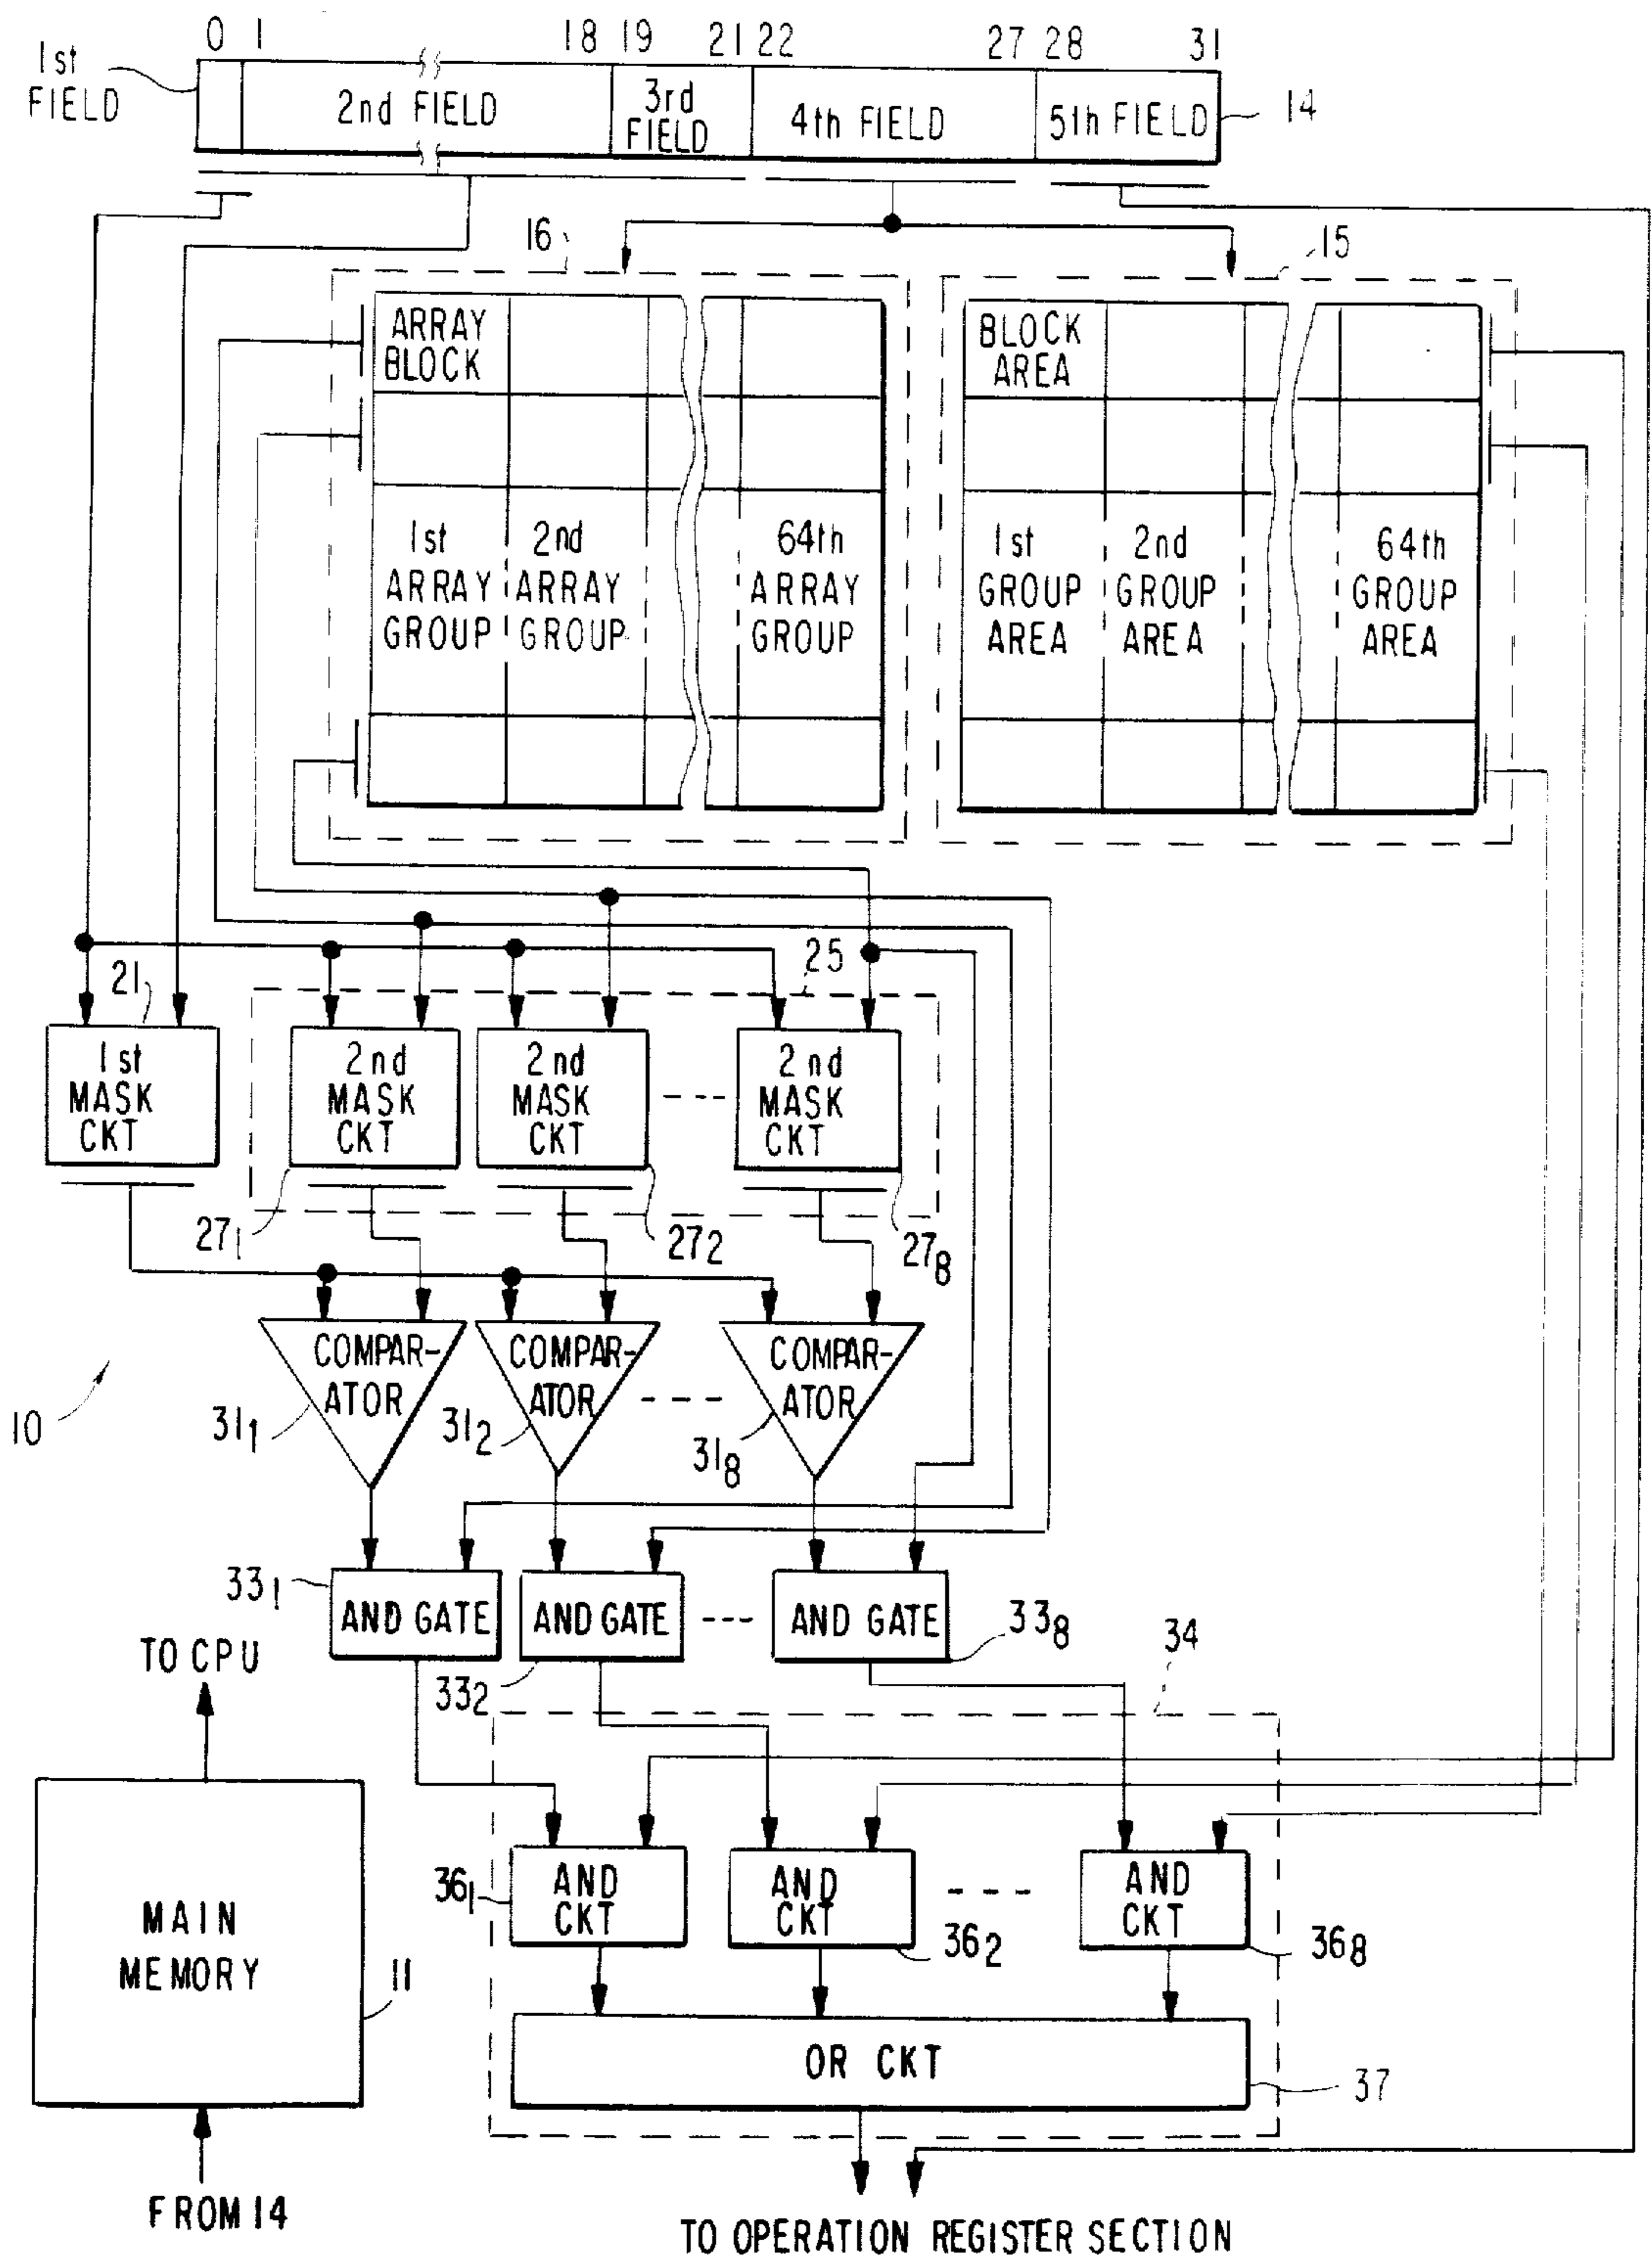 0 1 18 19 21 22 27 28 31
1st
FIELD
2nd FIELD
3rd
FIELD
4th FIELD
5th FIELD
14
16
15
ARRAY
BLOCK
BLOCK
AREA
1st
ARRAY
GROUP
2nd
ARRAY
GROUP
64th
ARRAY
GROUP
1st
GROUP
AREA
2nd
GROUP
AREA
64th
GROUP
AREA
21
25
1st
MASK
CKT
2nd
MASK
CKT
2nd
MASK
CKT
---
2nd
MASK
CKT
27₁
27₂
27₈
COMPAR-
ATOR
COMPAR-
ATOR
---
COMPAR-
ATOR
10
31₁
31₂
31₈
33₁
AND GATE
AND GATE
---
AND GATE
33₈
33₂
34
TO CPU
MAIN
MEMORY
11
FROM 14
36₁
AND
CKT
AND
CKT
---
AND
CKT
36₂
36₈
OR CKT
37
TO OPERATION REGISTER SECTION